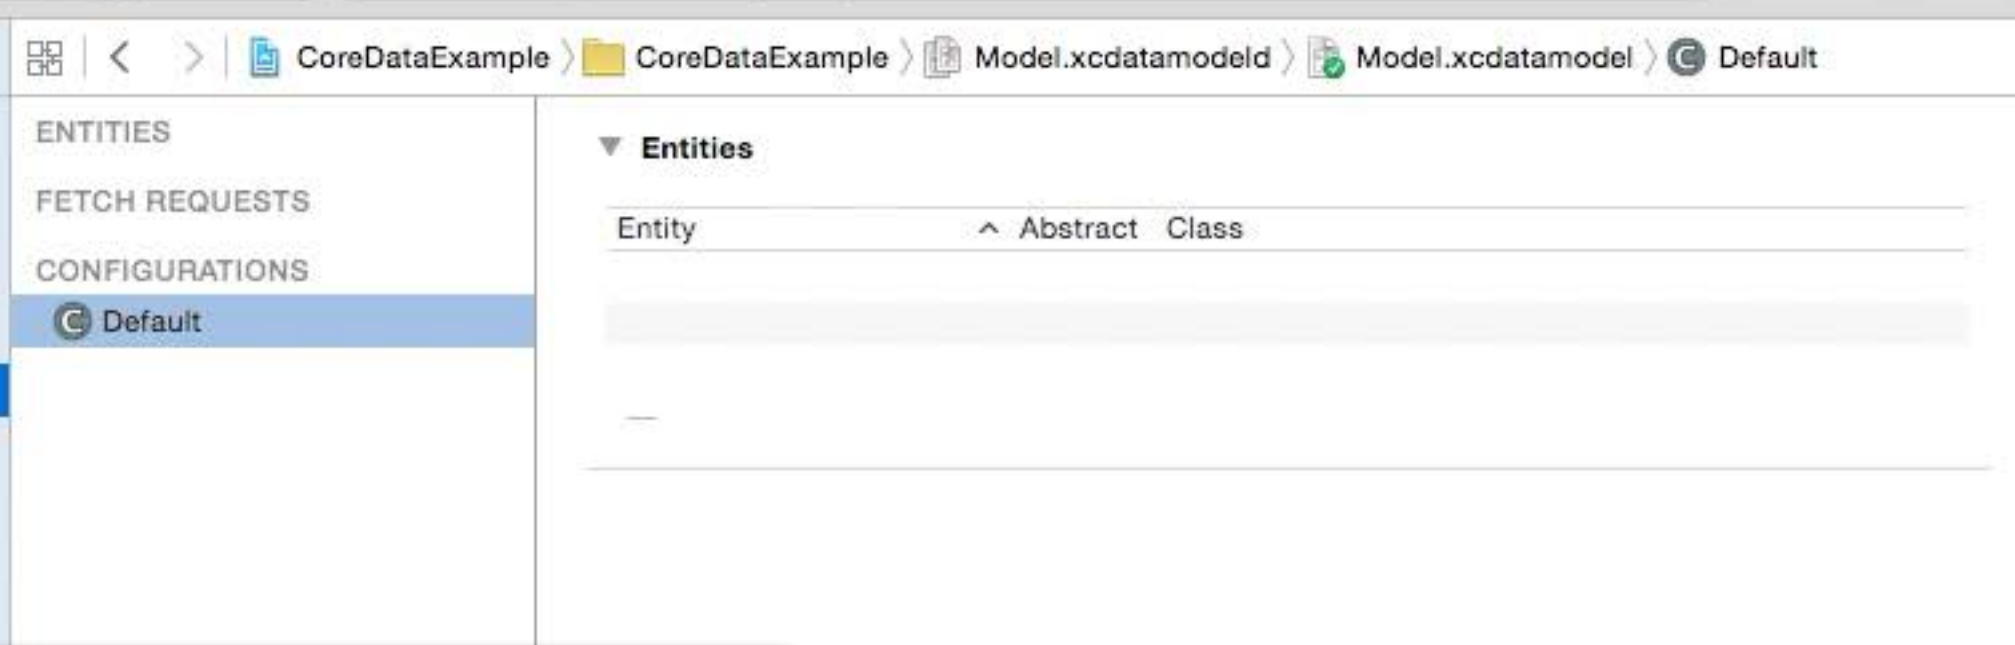 CoreDataExample CoreDataExample Model.xcdatamodeld Model.xcdatamodel Default
ENTITIES
FETCH REQUESTS
CONFIGURATIONS
Default
Entities
Entity Abstract Class